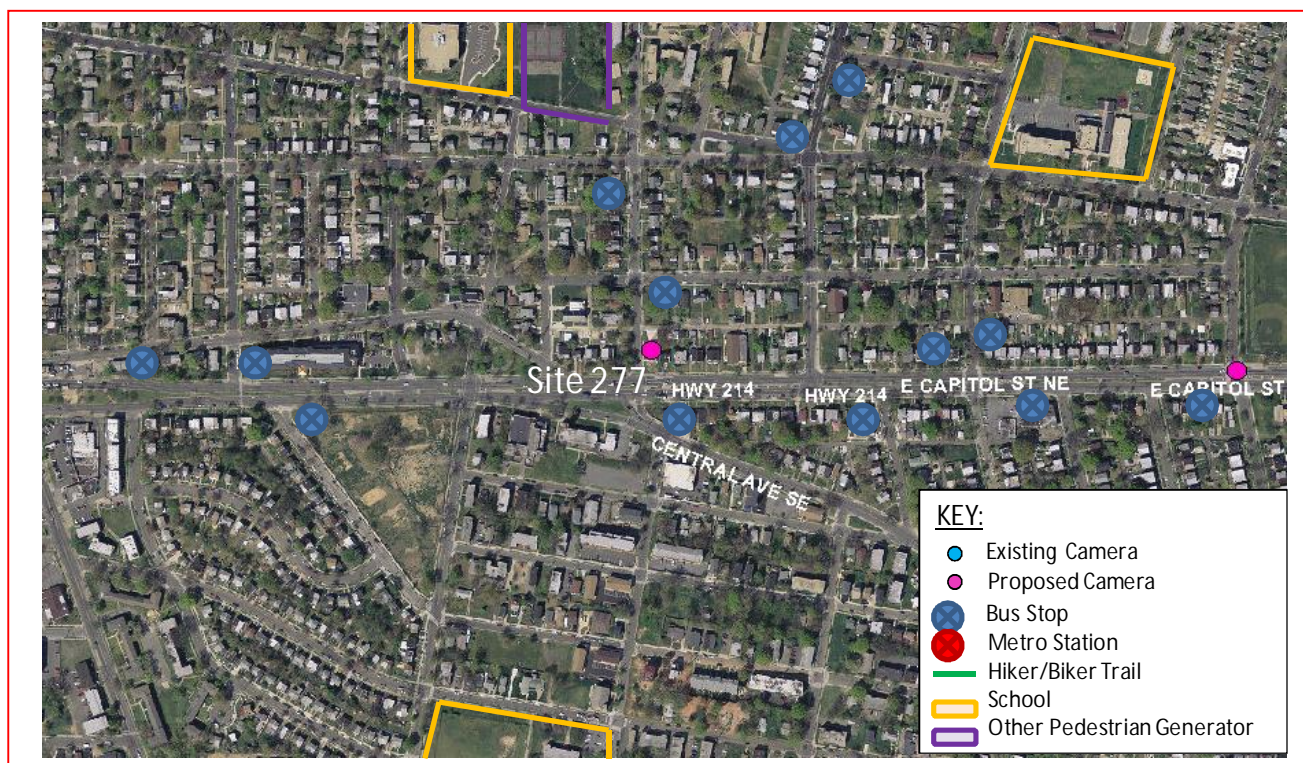 Site 277
HWY 214
HWY 214
E CAPITOL ST NE
E CAPITOL ST
CENTRAL AVE SE
KEY:
Existing Camera
Proposed Camera
Bus Stop
Metro Station
Hiker/Biker Trail
School
Other Pedestrian Generator